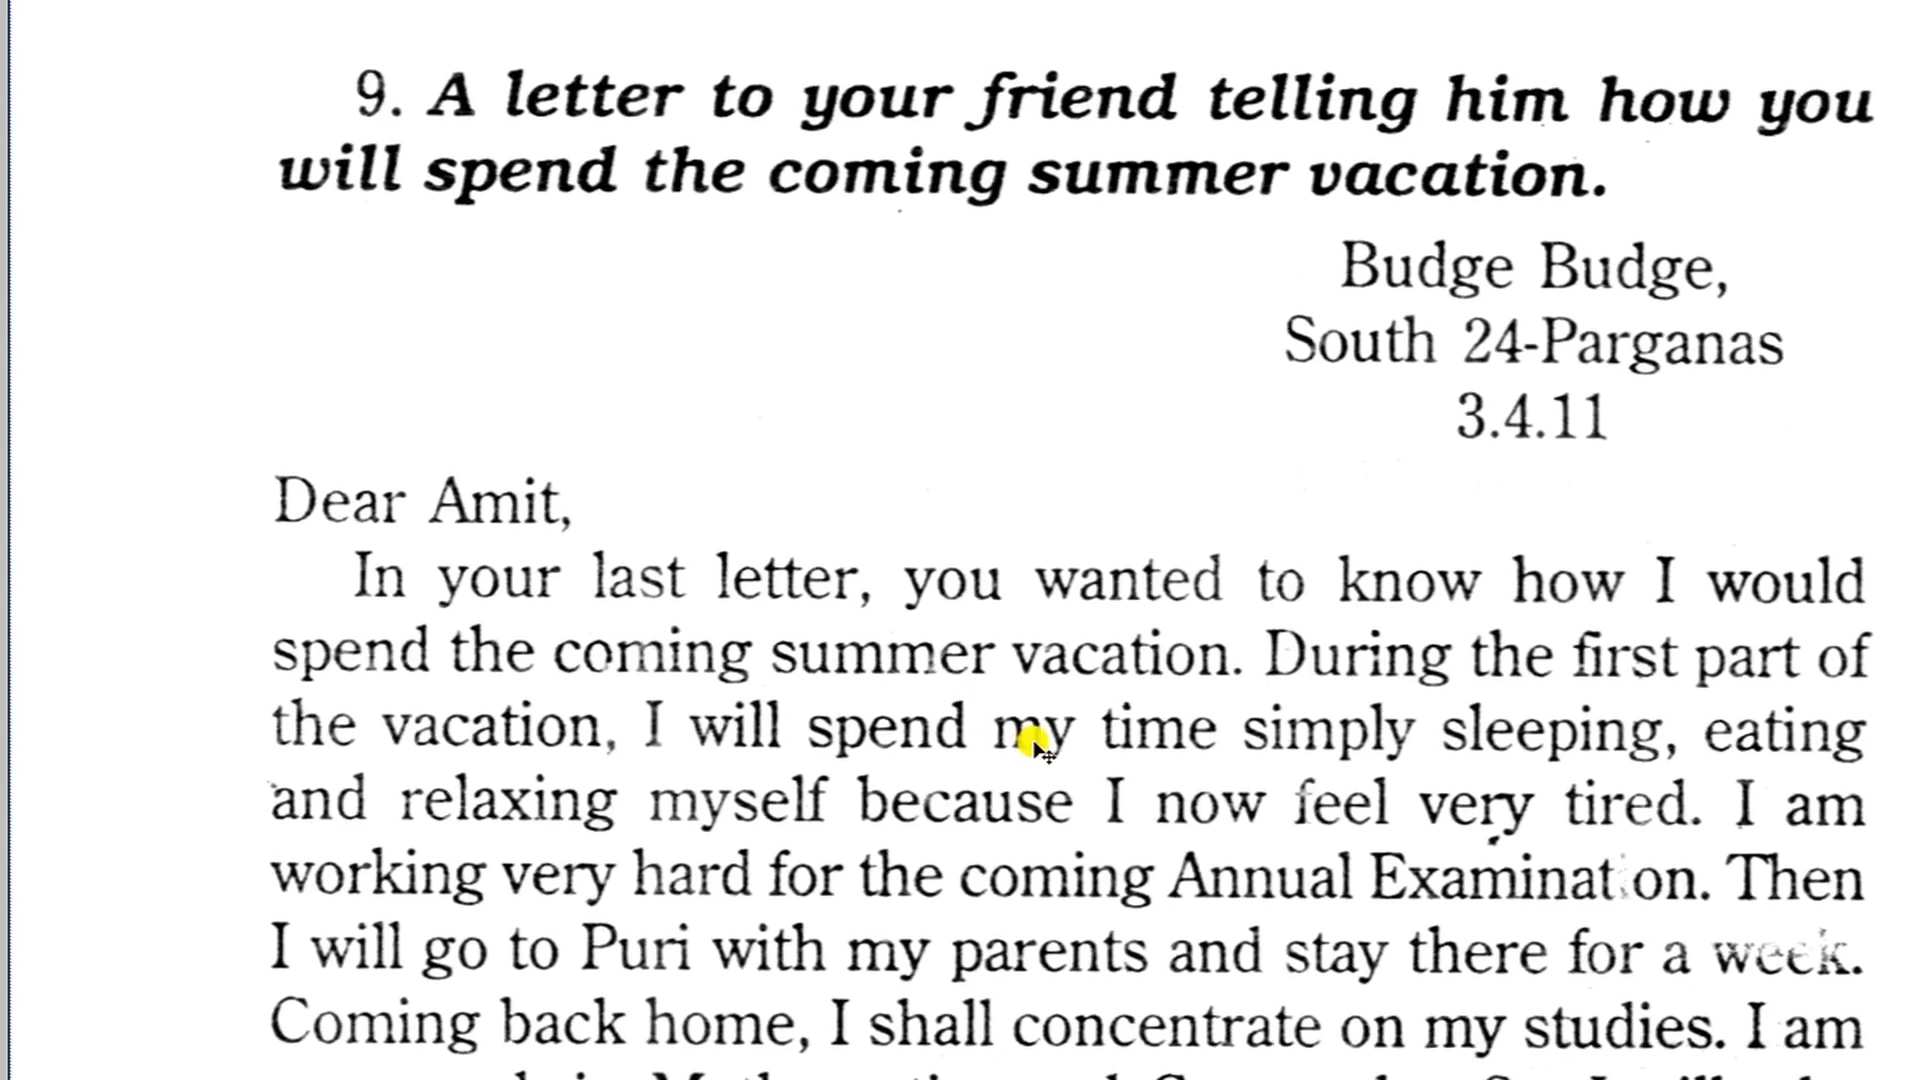 9. A letter to your friend telling him how you
will spend the coming summer vacation.
Budge Budge,
South 24-Parganas
3.4.11
Dear Amit,
In your last letter, you wanted to know how I would
spend the coming summer vacation. During the first part of
the vacation, I will spend my time simply sleeping, eating
and relaxing myself because I now feel very tired. I am
working very hard for the coming Annual Examination. Then
I will go to Puri with my parents and stay there for a week.
Coming back home, I shall concentrate on my studies. I am